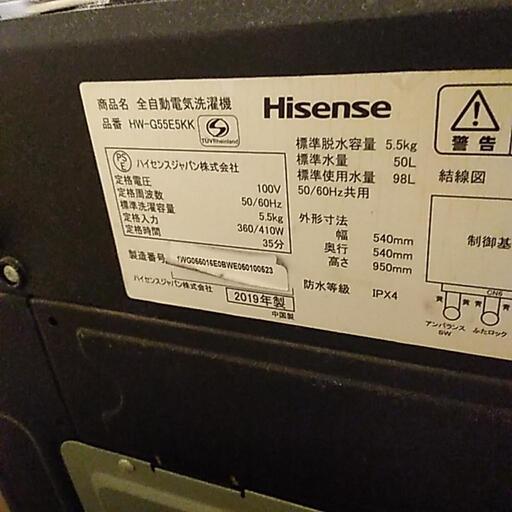 商品名 全自動電気洗濯機
品番 HW-G55E5KK
TÜVRheinland
Hisense
PS
E
ハイセンスジャパン株式会社
定格電圧 100V
定格周波数 50/60Hz
標準洗濯容量 5.5kg
定格入力 360/410W
定格時間 35分
製造番号
ハイセンスジャパン株式会社
2019年製
中国製
標準脱水容量 5.5kg
標準水量 50L
標準使用水量 98L
50/60Hz共用
外形寸法
幅 540mm
奥行 540mm
高さ 950mm
防水等級 IPX4
警告
結線図
制御基
CN6
黄 黄 黄
アンバランス
SW
ふたロック